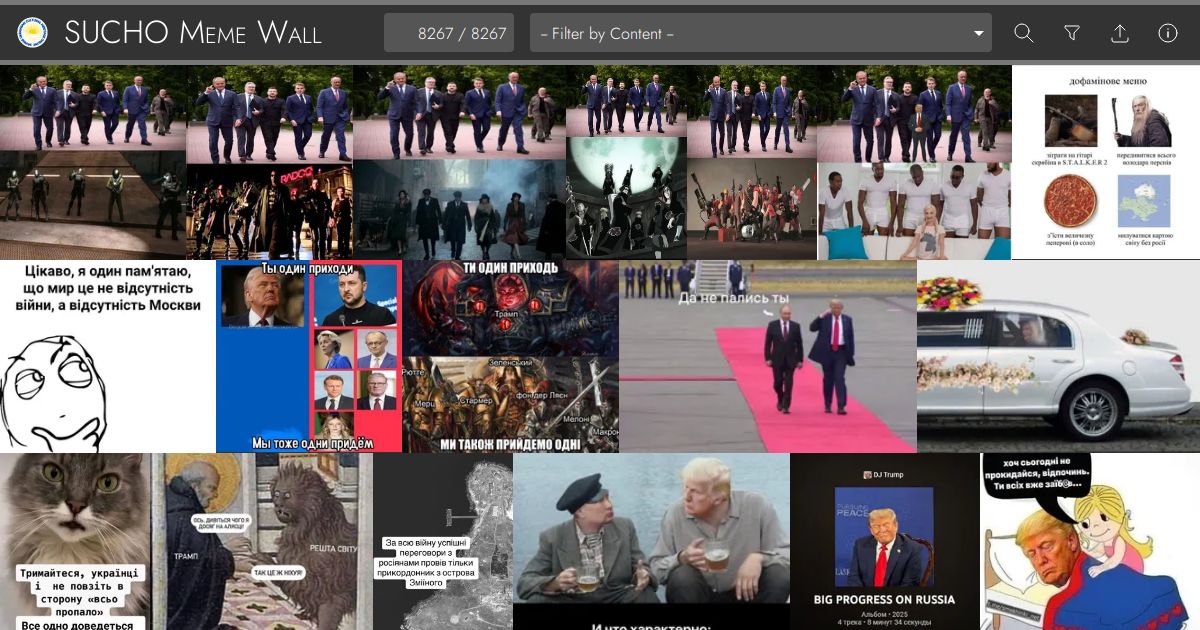 SUCHO Meme Wall
8267 / 8267
– Filter by Content –
RADCO
дофамінове меню
зіграти на гітарі
скрябіна в S.T.A.L.K.E.R 2
передивитися всього
володаря перснів
з'їсти величезну
пепероні (в соло)
милуватися картою
світу без росії
Цікаво, я один пам'ятаю,
що мир це не відсутність
війни, а відсутність Москви
Ты один приходи
Мы тоже одни придём
ТИ ОДИН ПРИХОДЬ
Трамп
Зеленський
Рютте
Мерц
Стармер
фон дер Ляєн
Мелоні
Макрон
МИ ТАКОЖ ПРИЙДЕМО ОДНІ
Да не пались ты
Тримайтеся, українці
і не повзіть в
сторону «всьо
пропало»
Все одно доведеться
ОСЬ, ДИВІТЬСЯ ЧОГО Я
ДОСЯГ НА АЛЯСЦІ!
ТРАМП
РЕШТА СВІТУ
ТАК ЦЕ Ж НІХУЯ!
За всю війну успішні
переговори з
росіянами провів тільки
прикордонник з острова
Зміїного
И что характерно:
DJ Trump
PURSUING
PEACE
BIG PROGRESS ON RUSSIA
Альбом • 2025
4 трека • 8 минут 34 секунды
хоч сьогодні не
прокидайся, відпочинь.
Ти всіх вже